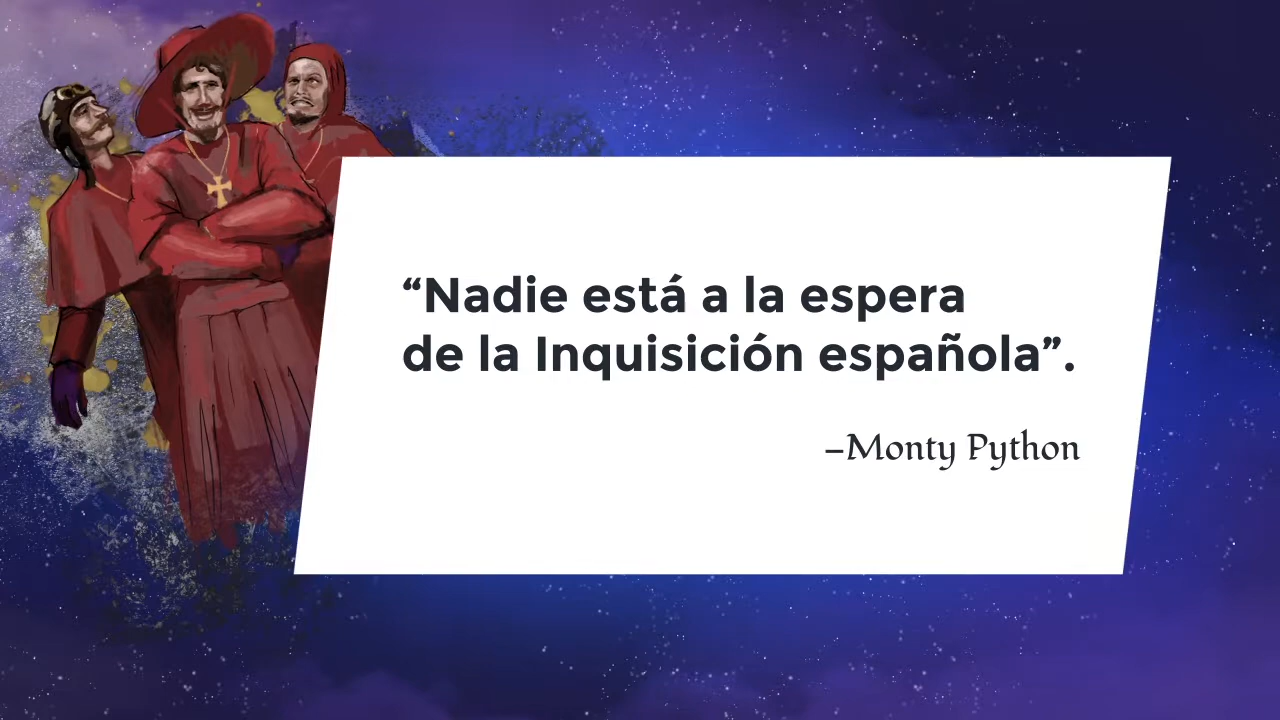 “Nadie está a la espera
de la Inquisición española”.
–Monty Python